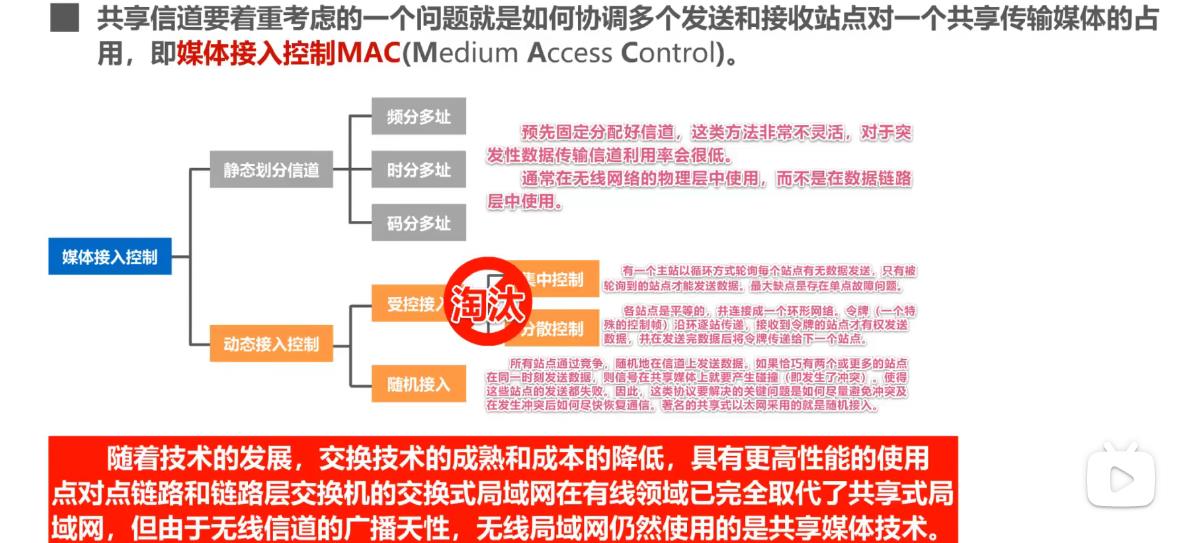 共享信道要着重考虑的一个问题就是如何协调多个发送和接收站点对一个共享传输媒体的占
用，即媒体接入控制MAC(Medium Access Control)。
频分多址
预先固定分配好信道，这类方法非常不灵活，对于突
发性数据传输信道利用率会很低。
静态划分信道
时分多址
通常在无线网络的物理层中使用，而不是在数据链路
层中使用。
码分多址
媒体接入控制
集中控制
有一个主站以循环方式轮询每个站点有无数据发送，只有被
轮询到的站点才能发送数据。最大缺点是存在单点故障问题。
受控接入
淘汰
分散控制
各站点是平等的，并连接成一个环形网络。令牌（一个特
殊的控制帧）沿环逐站传递，接收到令牌的站点才有权发送
数据，并在发送完数据后将令牌传递给下一个站点。
动态接入控制
随机接入
所有站点通过竞争，随机地在信道上发送数据。如果恰巧有两个或更多的站点
在同一时刻发送数据，则信号在共享媒体上就要产生碰撞（即发生了冲突），使得
这些站点的发送都失败。因此，这类协议要解决的关键问题是如何尽量避免冲突及
在发生冲突后如何尽快恢复通信。著名的共享式以太网采用的就是随机接入。
随着技术的发展，交换技术的成熟和成本的降低，具有更高性能的使用
点对点链路和链路层交换机的交换式局域网在有线领域已完全取代了共享式局
域网，但由于无线信道的广播天性，无线局域网仍然使用的是共享媒体技术。